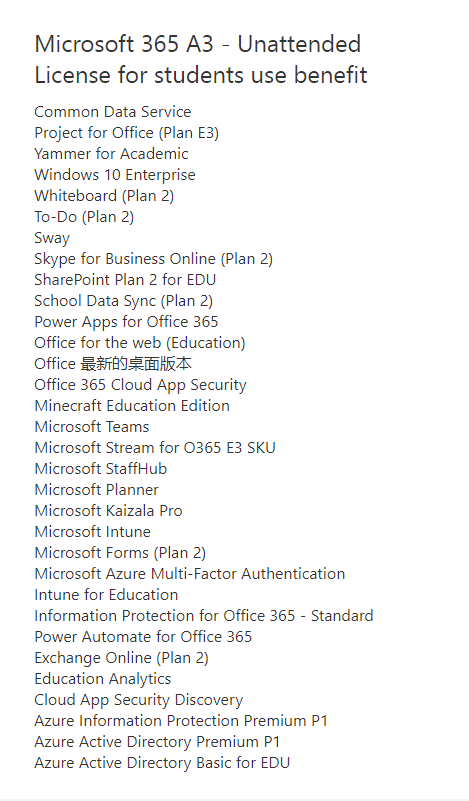 Microsoft 365 A3 - Unattended
License for students use benefit
Common Data Service
Project for Office (Plan E3)
Yammer for Academic
Windows 10 Enterprise
Whiteboard (Plan 2)
To-Do (Plan 2)
Sway
Skype for Business Online (Plan 2)
SharePoint Plan 2 for EDU
School Data Sync (Plan 2)
Power Apps for Office 365
Office for the web (Education)
Office 最新的桌面版本
Office 365 Cloud App Security
Minecraft Education Edition
Microsoft Teams
Microsoft Stream for O365 E3 SKU
Microsoft StaffHub
Microsoft Planner
Microsoft Kaizala Pro
Microsoft Intune
Microsoft Forms (Plan 2)
Microsoft Azure Multi-Factor Authentication
Intune for Education
Information Protection for Office 365 - Standard
Power Automate for Office 365
Exchange Online (Plan 2)
Education Analytics
Cloud App Security Discovery
Azure Information Protection Premium P1
Azure Active Directory Premium P1
Azure Active Directory Basic for EDU